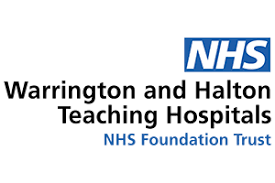 NHS
Warrington and Halton
Teaching Hospitals
NHS Foundation Trust